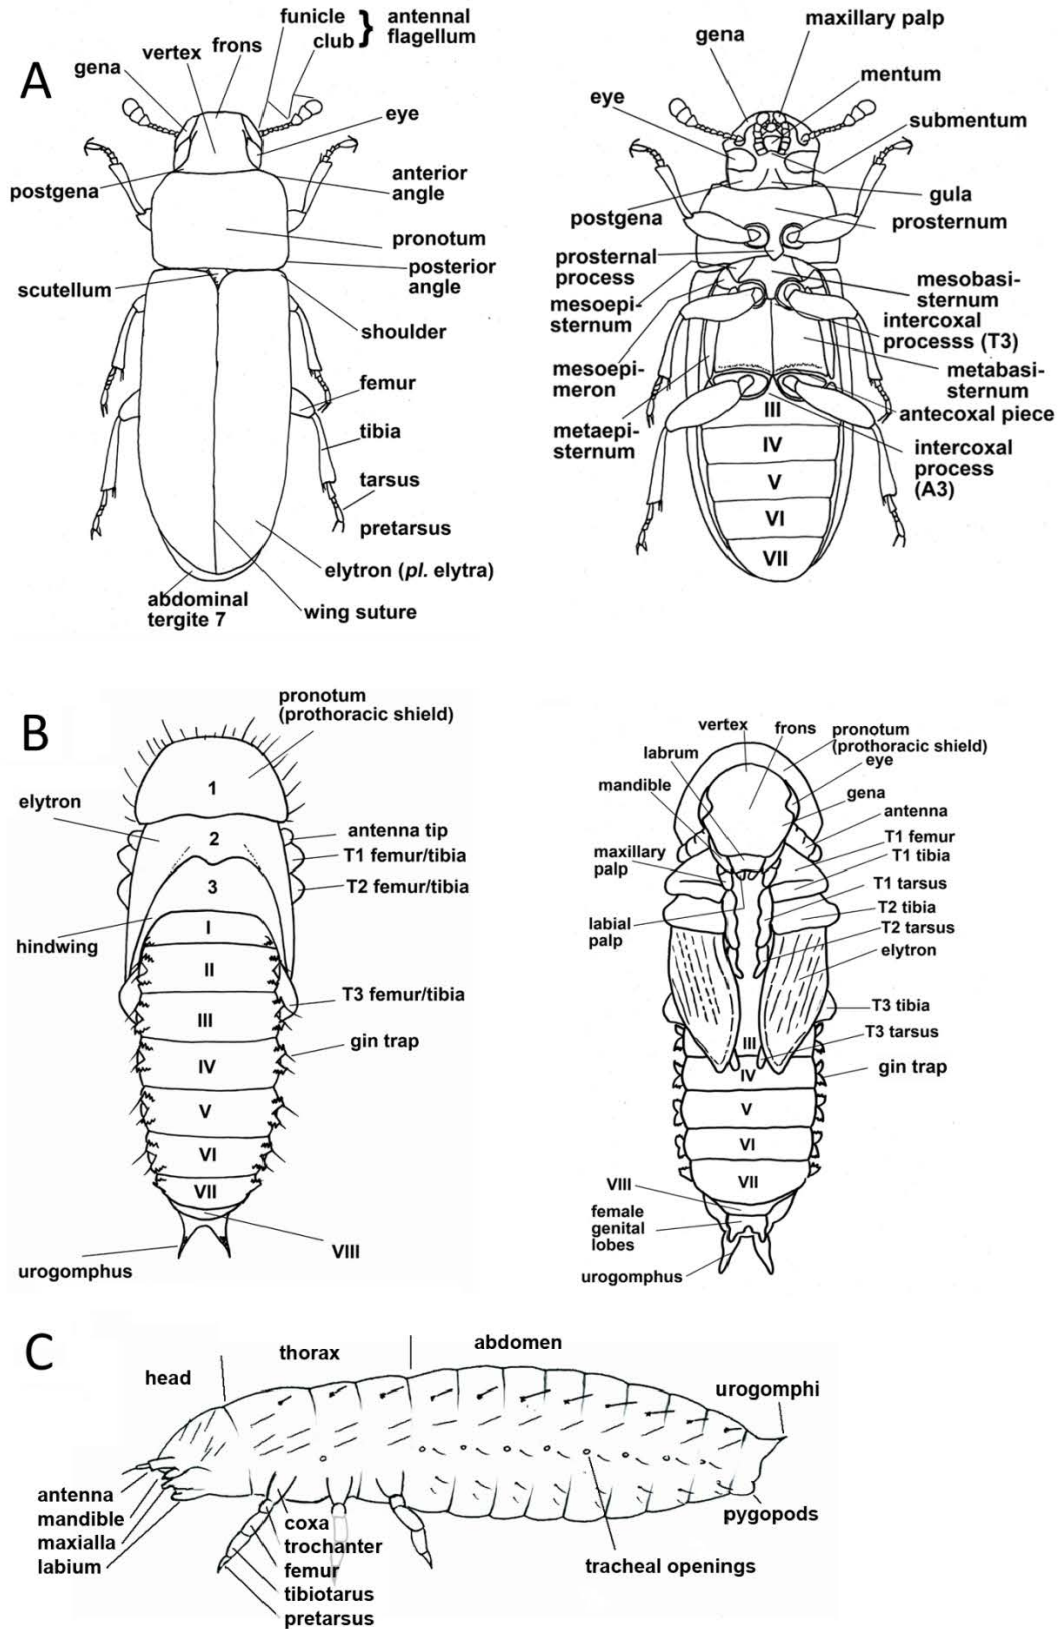 A
funicle
club
}
antennal
flagellum
frons
vertex
gena
eye
postgena
anterior
angle
pronotum
posterior
angle
scutellum
shoulder
femur
tibia
tarsus
pretarsus
elytron (pl. elytra)
wing suture
abdominal
tergite 7
maxillary palp
gena
mentum
eye
submentum
gula
postgena
prosternum
prosternal
process
mesobasi-
sternum
mesoepi-
sternum
intercoxal
processs (T3)
mesoepi-
meron
metabasi-
sternum
antecoxal piece
metaepi-
sternum
intercoxal
process
(A3)
III
IV
V
VI
VII
B
pronotum
(prothoracic shield)
1
elytron
2
antenna tip
T1 femur/tibia
3
T2 femur/tibia
I
hindwing
II
T3 femur/tibia
III
gin trap
IV
V
VI
VII
VIII
urogomphus
vertex
frons
pronotum
(prothoracic shield)
labrum
eye
mandible
gena
antenna
T1 femur
maxillary
palp
T1 tibia
T1 tarsus
T2 tibia
labial
palp
T2 tarsus
elytron
T3 tibia
T3 tarsus
III
gin trap
IV
V
VI
VII
VIII
female
genital
lobes
urogomphus
C
head
thorax
abdomen
urogomphi
antenna
mandible
maxialla
labium
coxa
trochanter
femur
tibiotarus
pretarsus
tracheal openings
pygopods